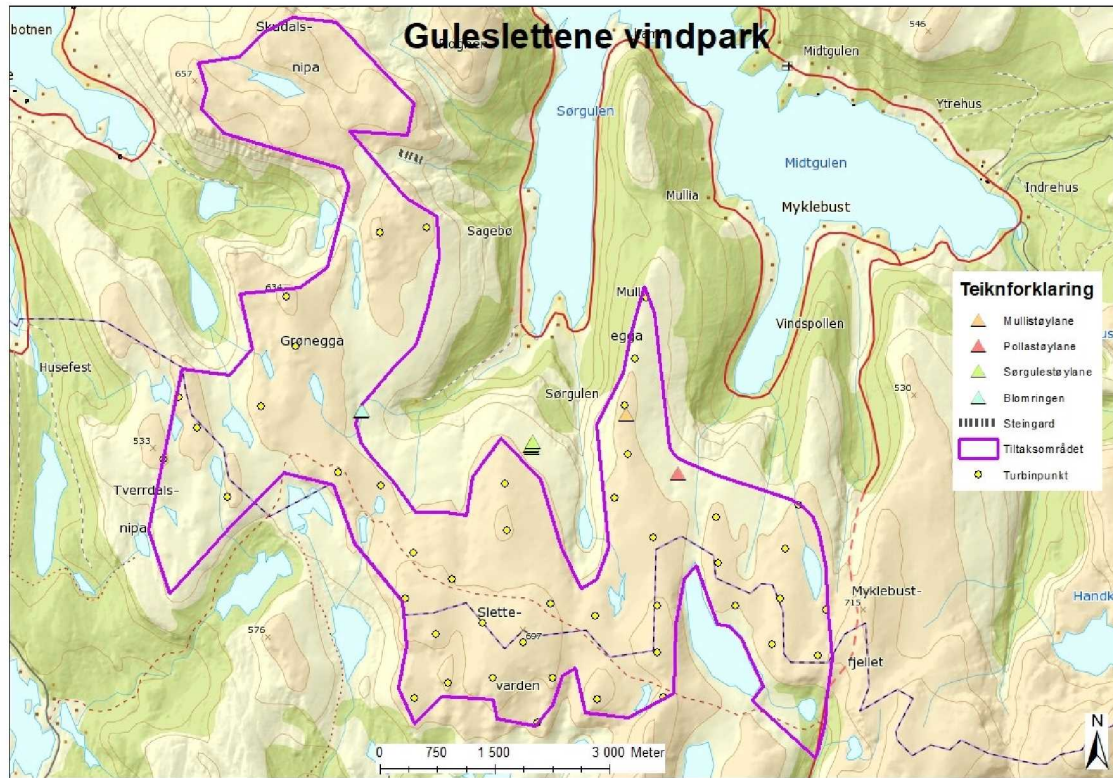 Guleslettene vindpark
botnen
Skudals-
nipa
657
546
Midtgulen
Ytrehus
Sørgulen
Midtgulen
Indrehus
Mullia
Myklebust
Sagebø
634
Grønegga
Husefest
Mulli
egga
Vindspollen
Sørgulen
530
533
Tverrdals-
nipa
Slette-
697
varden
576
Myklebust-
715
fjellet
Teiknforklaring
Mullistøylane
Pollastøylane
Sørgulestøylane
Blomringen
Steingard
Tiltaksområdet
Turbinpunkt
0 750 1 500 3 000 Meter
N